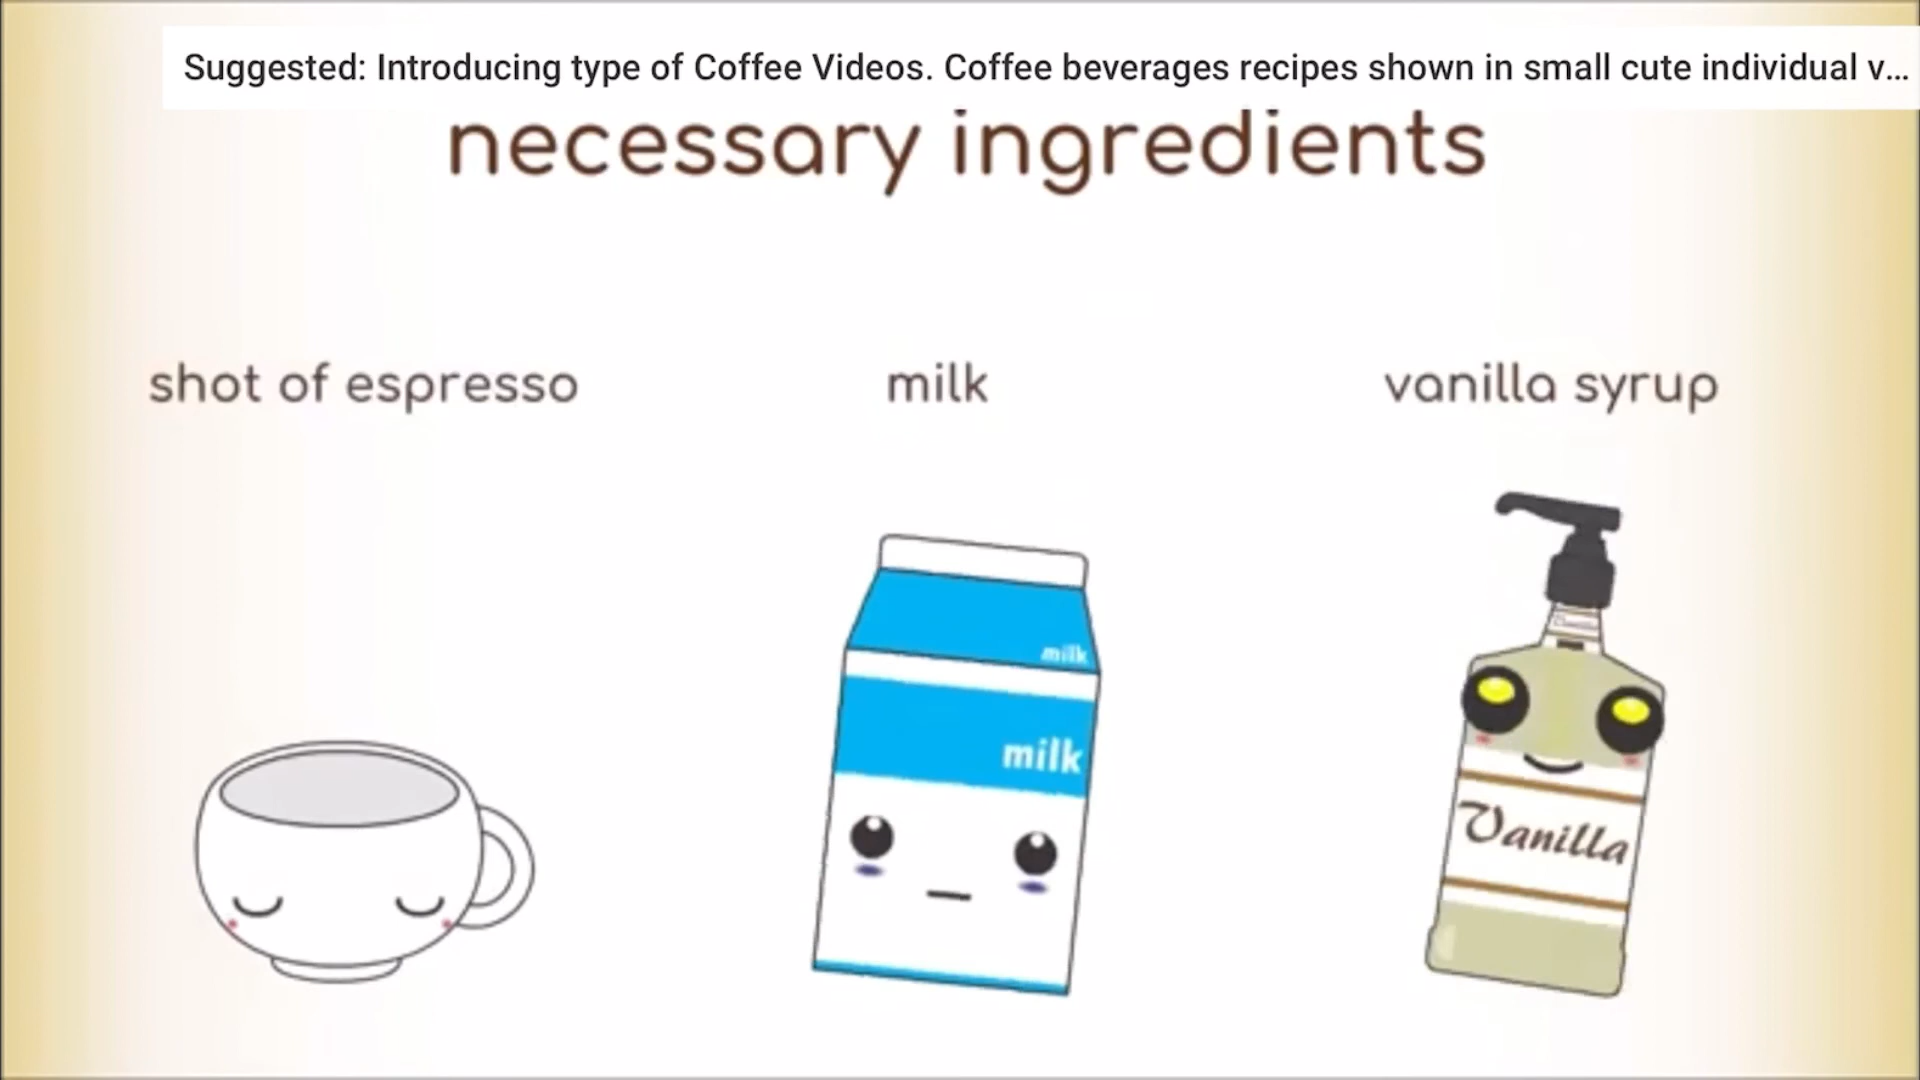 Suggested: Introducing type of Coffee Videos. Coffee beverages recipes shown in small cute individual v...
necessary ingredients
shot of espresso
milk
vanilla syrup
milk
milk
Vanilla